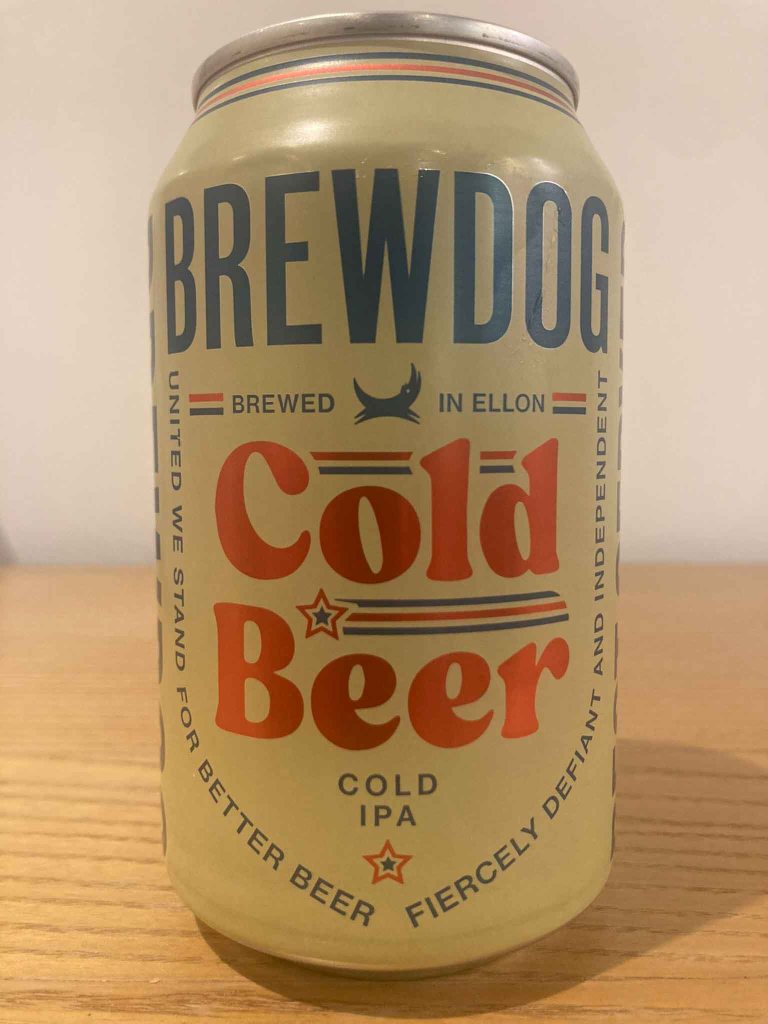 BREWDOG
BREWED IN ELLON
Cold
Beer
COLD
IPA
UNITED WE STAND FOR BETTER BEER
FIERCELY DEFIANT AND INDEPENDENT